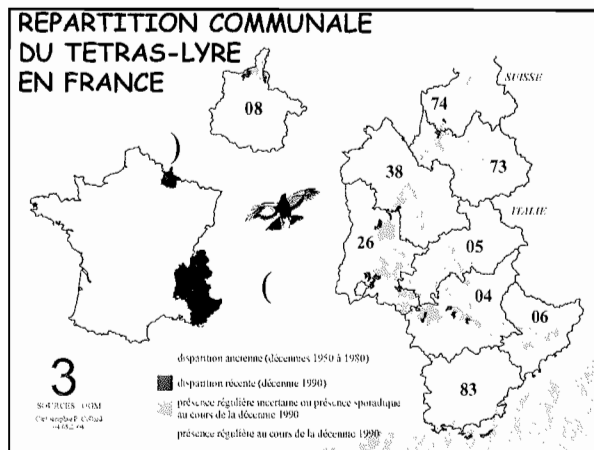 REPARTITION COMMUNALE
DU TETRAS-LYRE
EN FRANCE
SUISSE
74
08
38
73
ITALIE
26
05
04
06
83
3
disparition ancienne (décennies 1950 à 1980)
disparition récente (décennie 1990)
présence régulière incertaine ou présence sporadique
au cours de la décennie 1990
présence régulière au cours de la décennie 1990
SOURCES